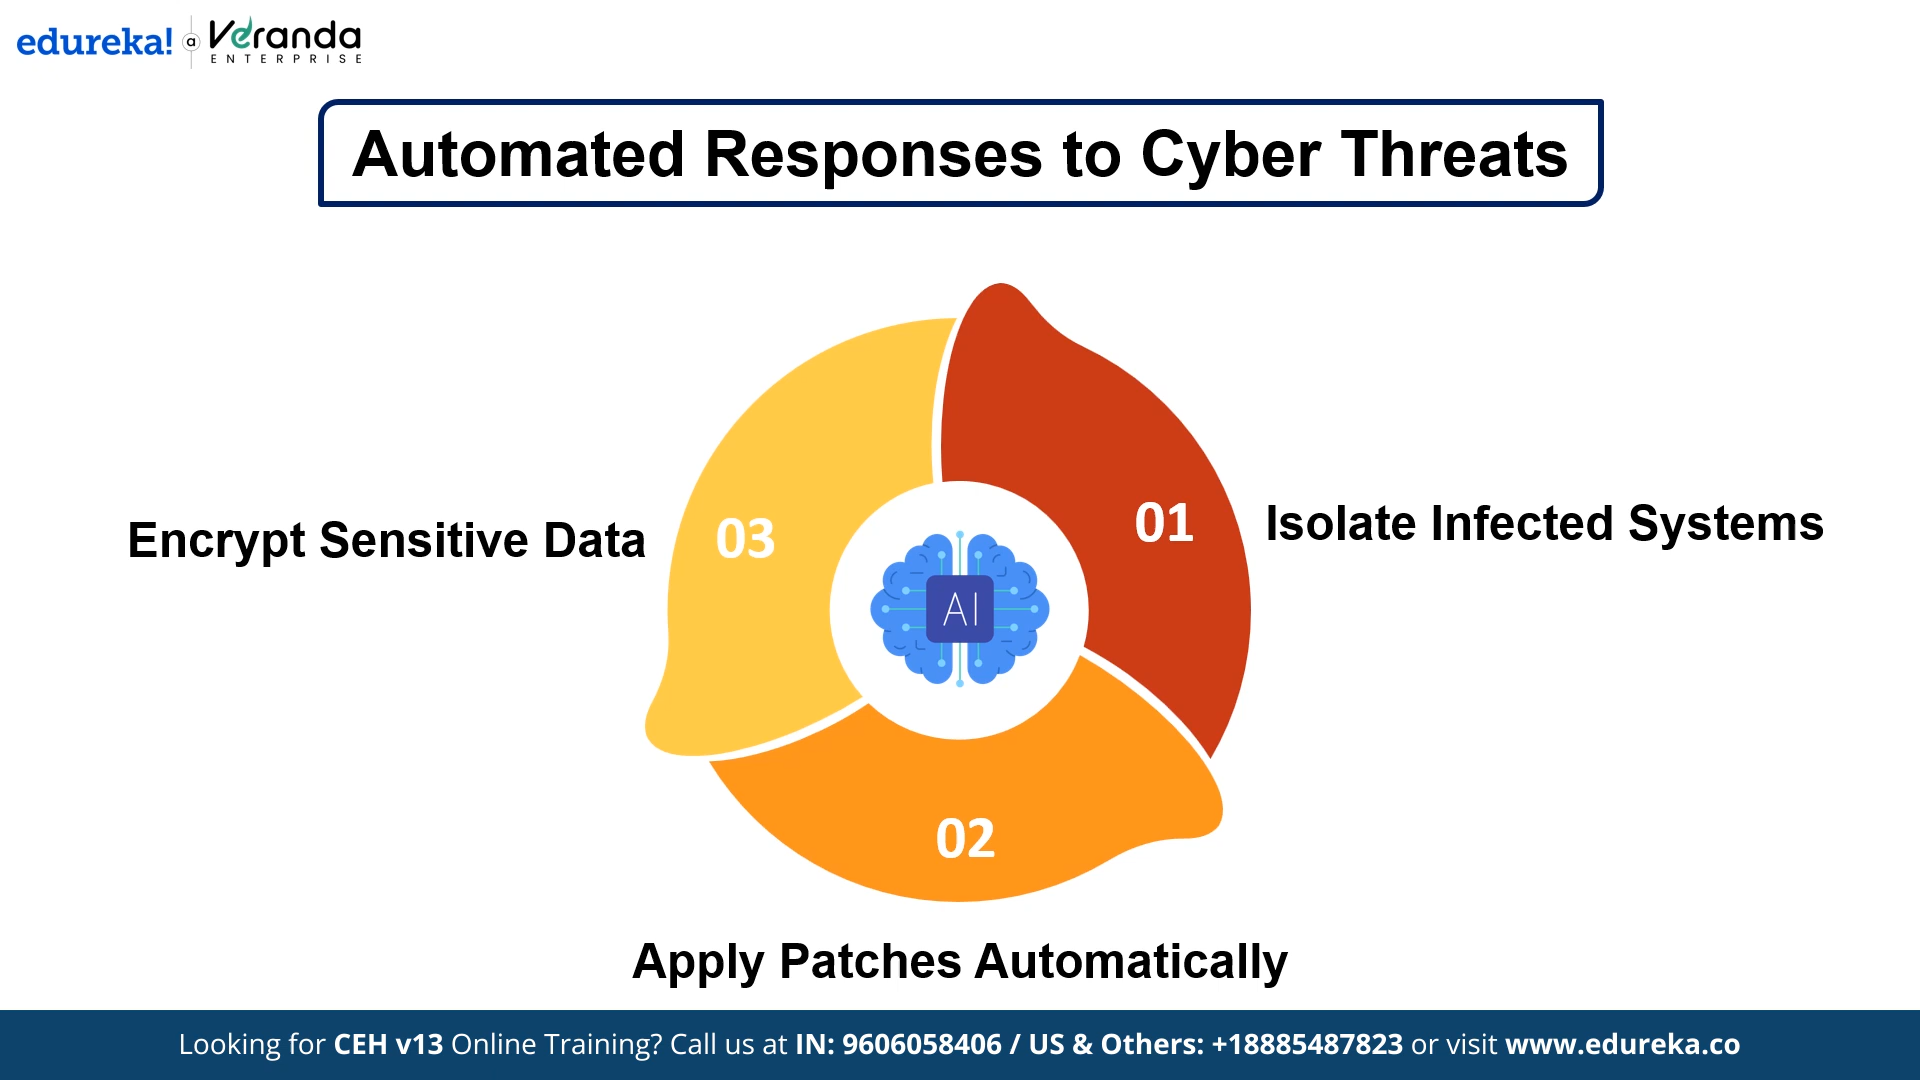 edureka! a Veranda
ENTERPRISE
Automated Responses to Cyber Threats
01 Isolate Infected Systems
Encrypt Sensitive Data 03
AI
02
Apply Patches Automatically
Looking for CEH v13 Online Training? Call us at IN: 9606058406 / US & Others: +18885487823 or visit www.edureka.co